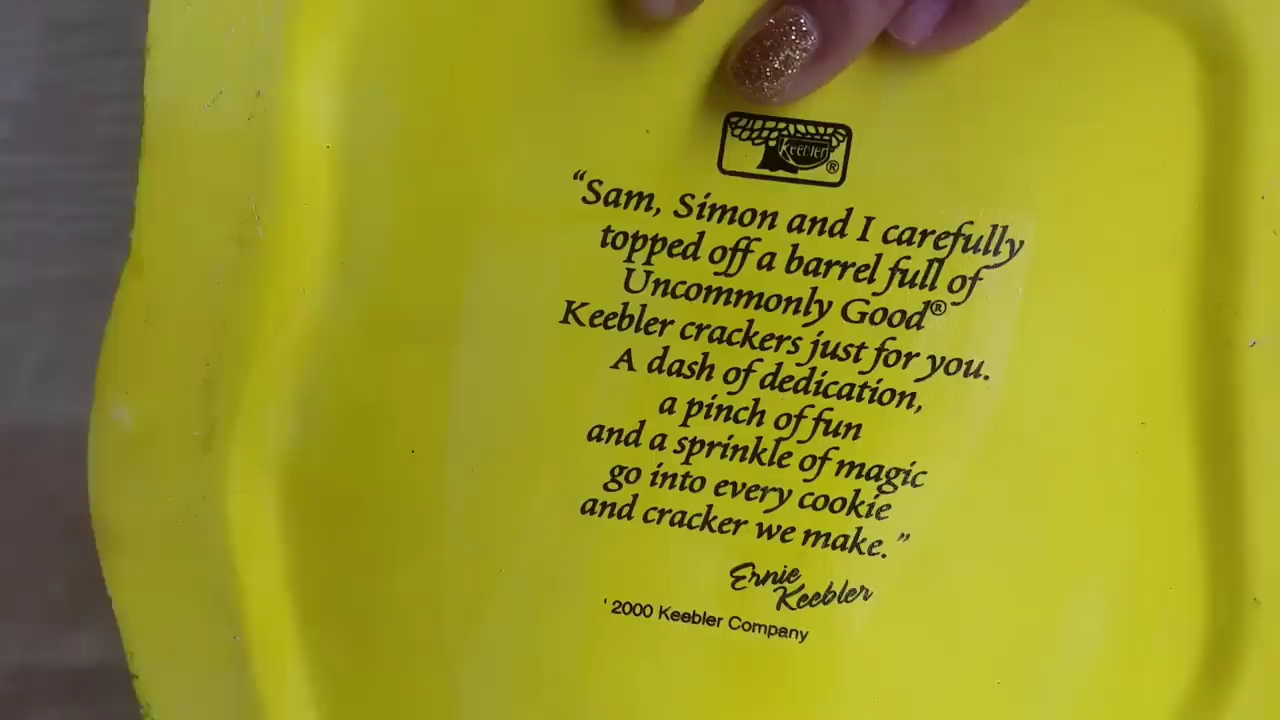 Keebler®
“Sam, Simon and I carefully
topped off a barrel full of
Uncommonly Good®
Keebler crackers just for you.
A dash of dedication,
a pinch of fun
and a sprinkle of magic
go into every cookie
and cracker we make.”
Ernie
Keebler
' 2000 Keebler Company